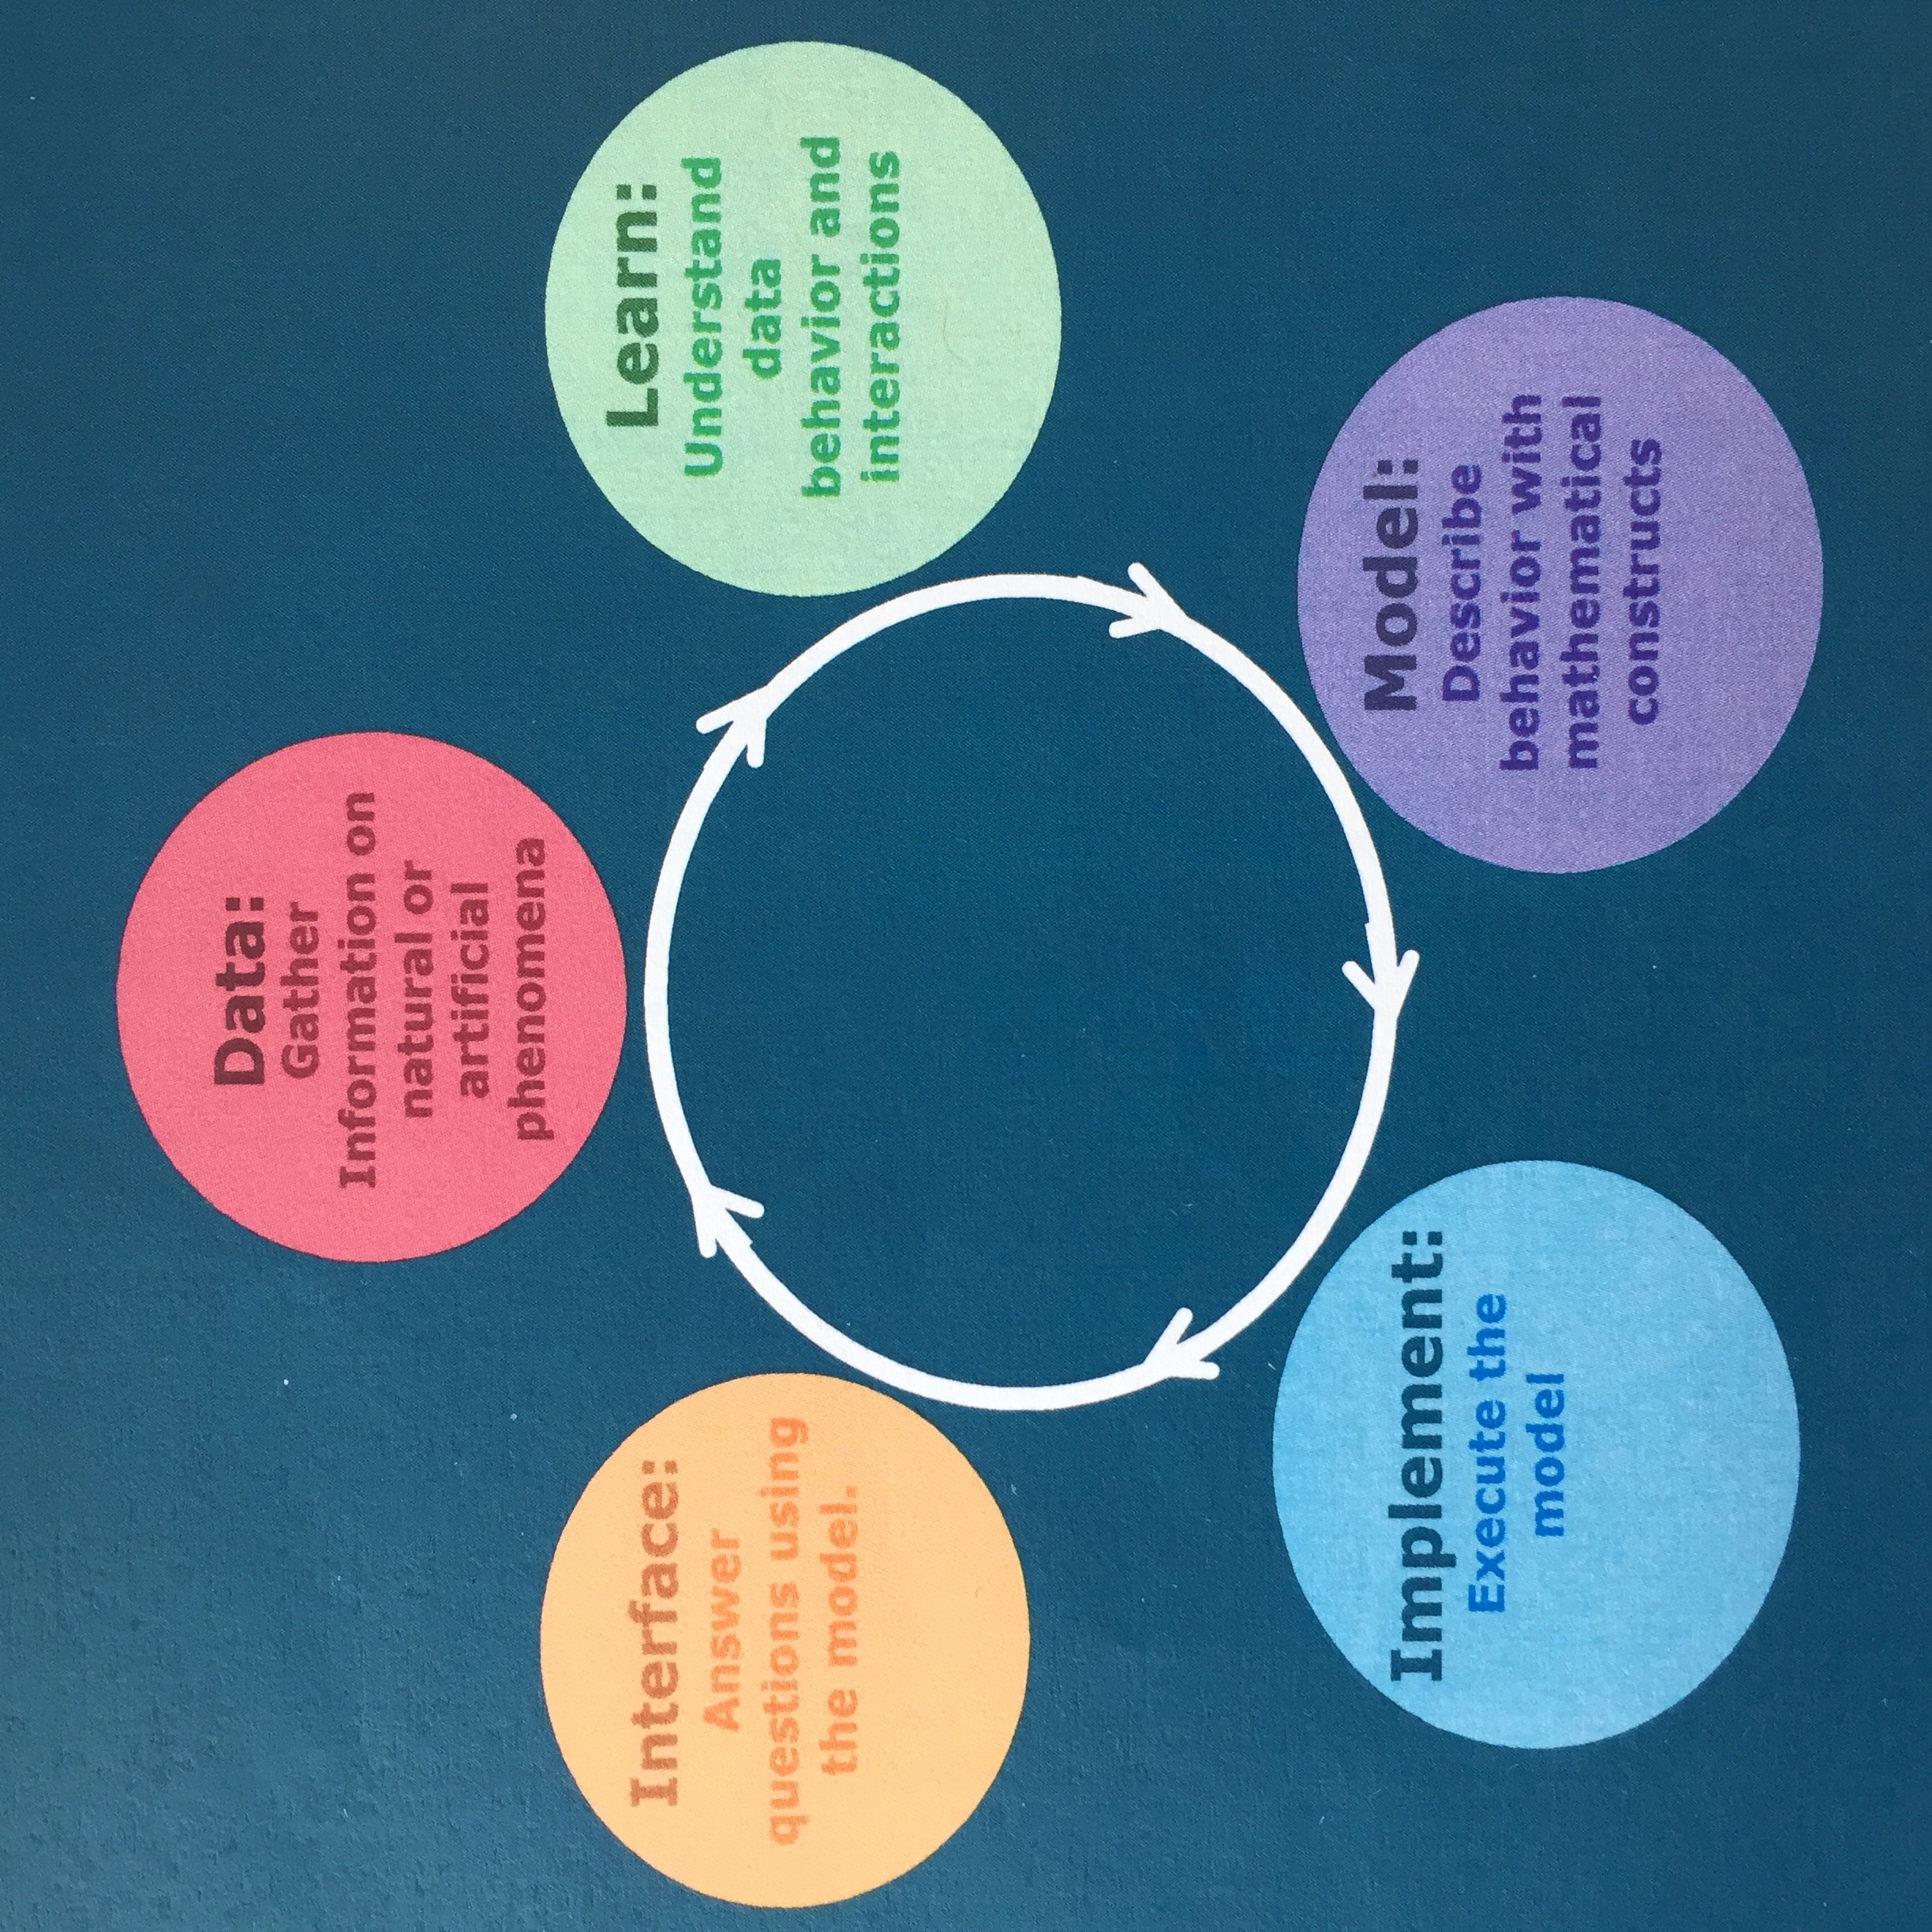 Data:
Gather
Information on
natural or
artificial
phenomena
Learn:
Understand
data
behavior and
interactions
Model:
Describe
behavior with
mathematical
constructs
Implement:
Execute the
model
Interface:
Answer
questions using
the model.